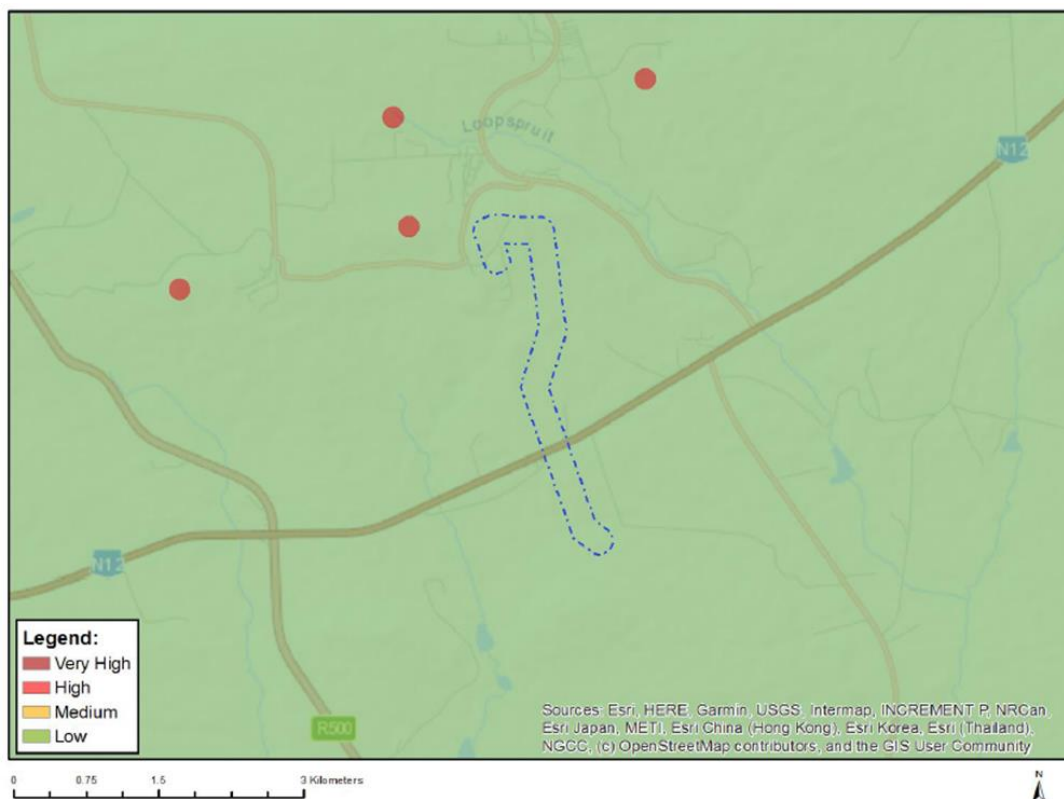 Loopspruit
N12
N12
R500
Legend:
Very High
High
Medium
Low
Sources: Esri, HERE, Garmin, USGS, Intermap, INCREMENT P, NRCan,
Esri Japan, METI, Esri China (Hong Kong), Esri Korea, Esri (Thailand),
NGCC, (c) OpenStreetMap contributors, and the GIS User Community
0 0.75 1.5 3 Kilometers
N